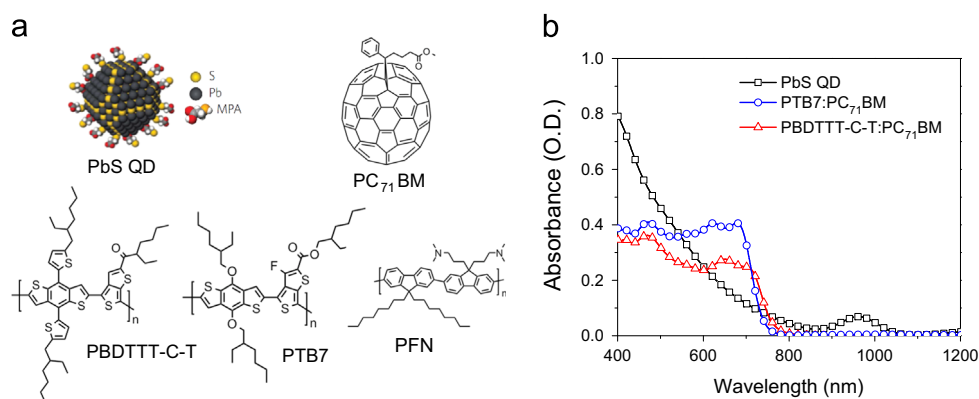 a
S
Pb
MPA
PbS QD
PC₇₁BM
O
O
S
S
O
S
S
S
S
S
n
PBDTTT-C-T
O
O
F
O
O
S
S
S
S
n
PTB7
N
N
n
PFN
b
PbS QD
PTB7:PC₇₁BM
PBDTTT-C-T:PC₇₁BM
Absorbance (O.D.)
1.0
0.8
0.6
0.4
0.2
0.0
400
600
800
1000
1200
Wavelength (nm)